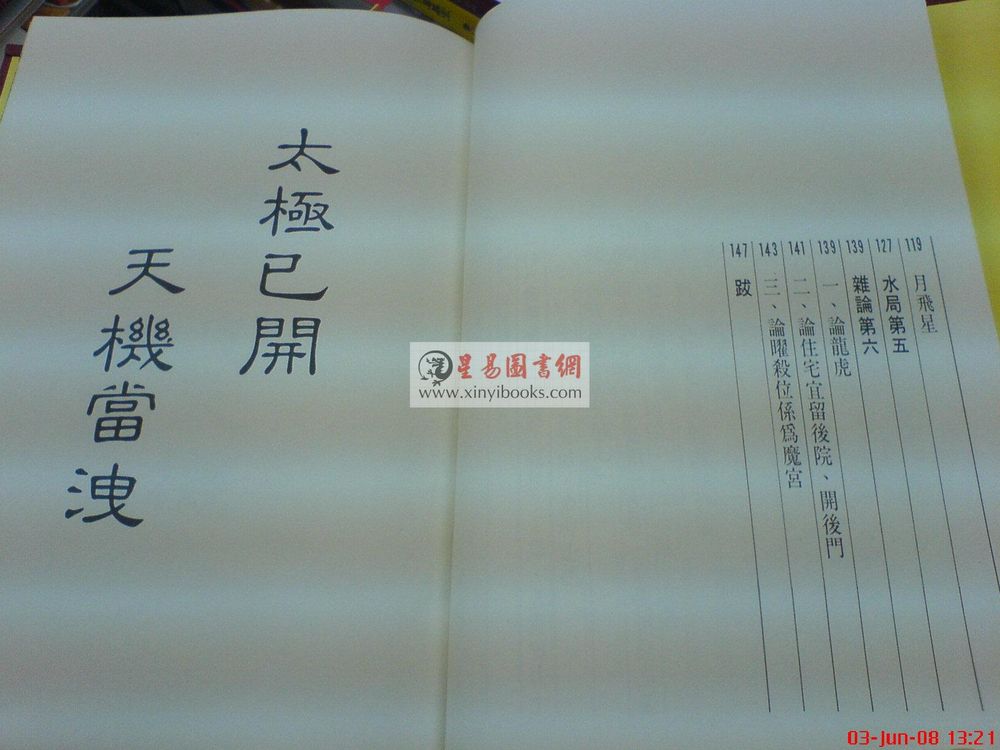 119 月飛星
127 水局第五
139 雜論第六
139 一、論龍虎
141 二、論住宅宜留後院、開後門
143 三、論曜殺位係爲魔宮
147 跋
太極已開
天機當洩
星易圖書網
www.xinyibooks.com
03-Jun-08 13:21